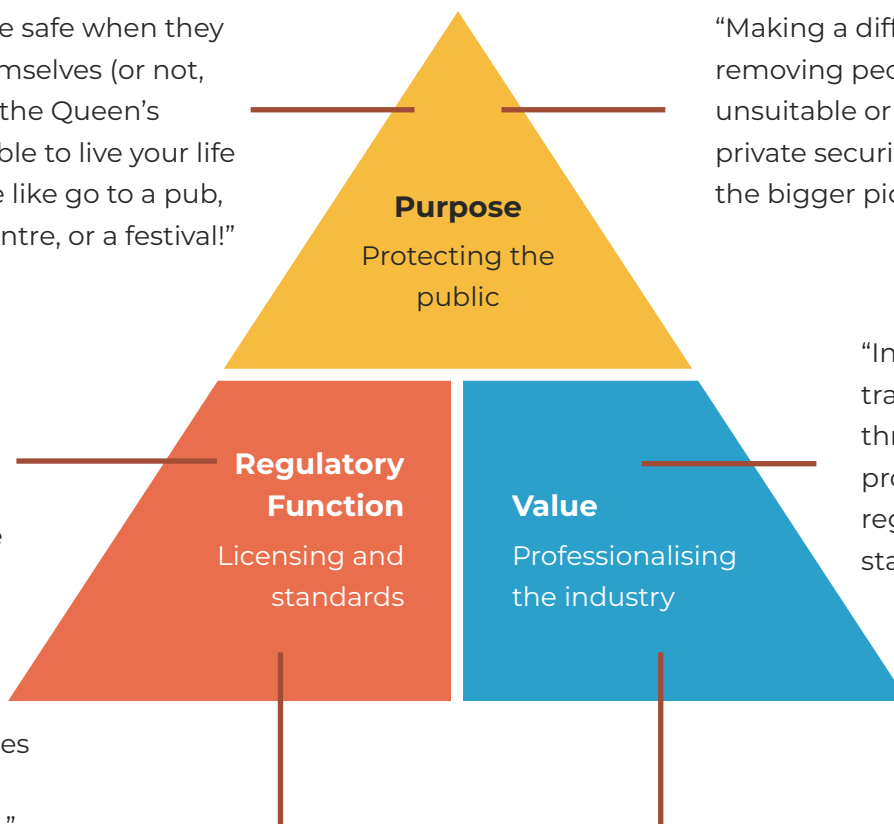 e safe when they
mselves (or not,
the Queen’s
ble to live your life
e like go to a pub,
ntre, or a festival!”
“Making a diff
removing peo
unsuitable or
private securi
the bigger pic
Purpose
Protecting the
public
“In
tra
thr
pro
reg
sta
Regulatory
Function
Licensing and
standards
e
Value
Professionalising
the industry
es
.”